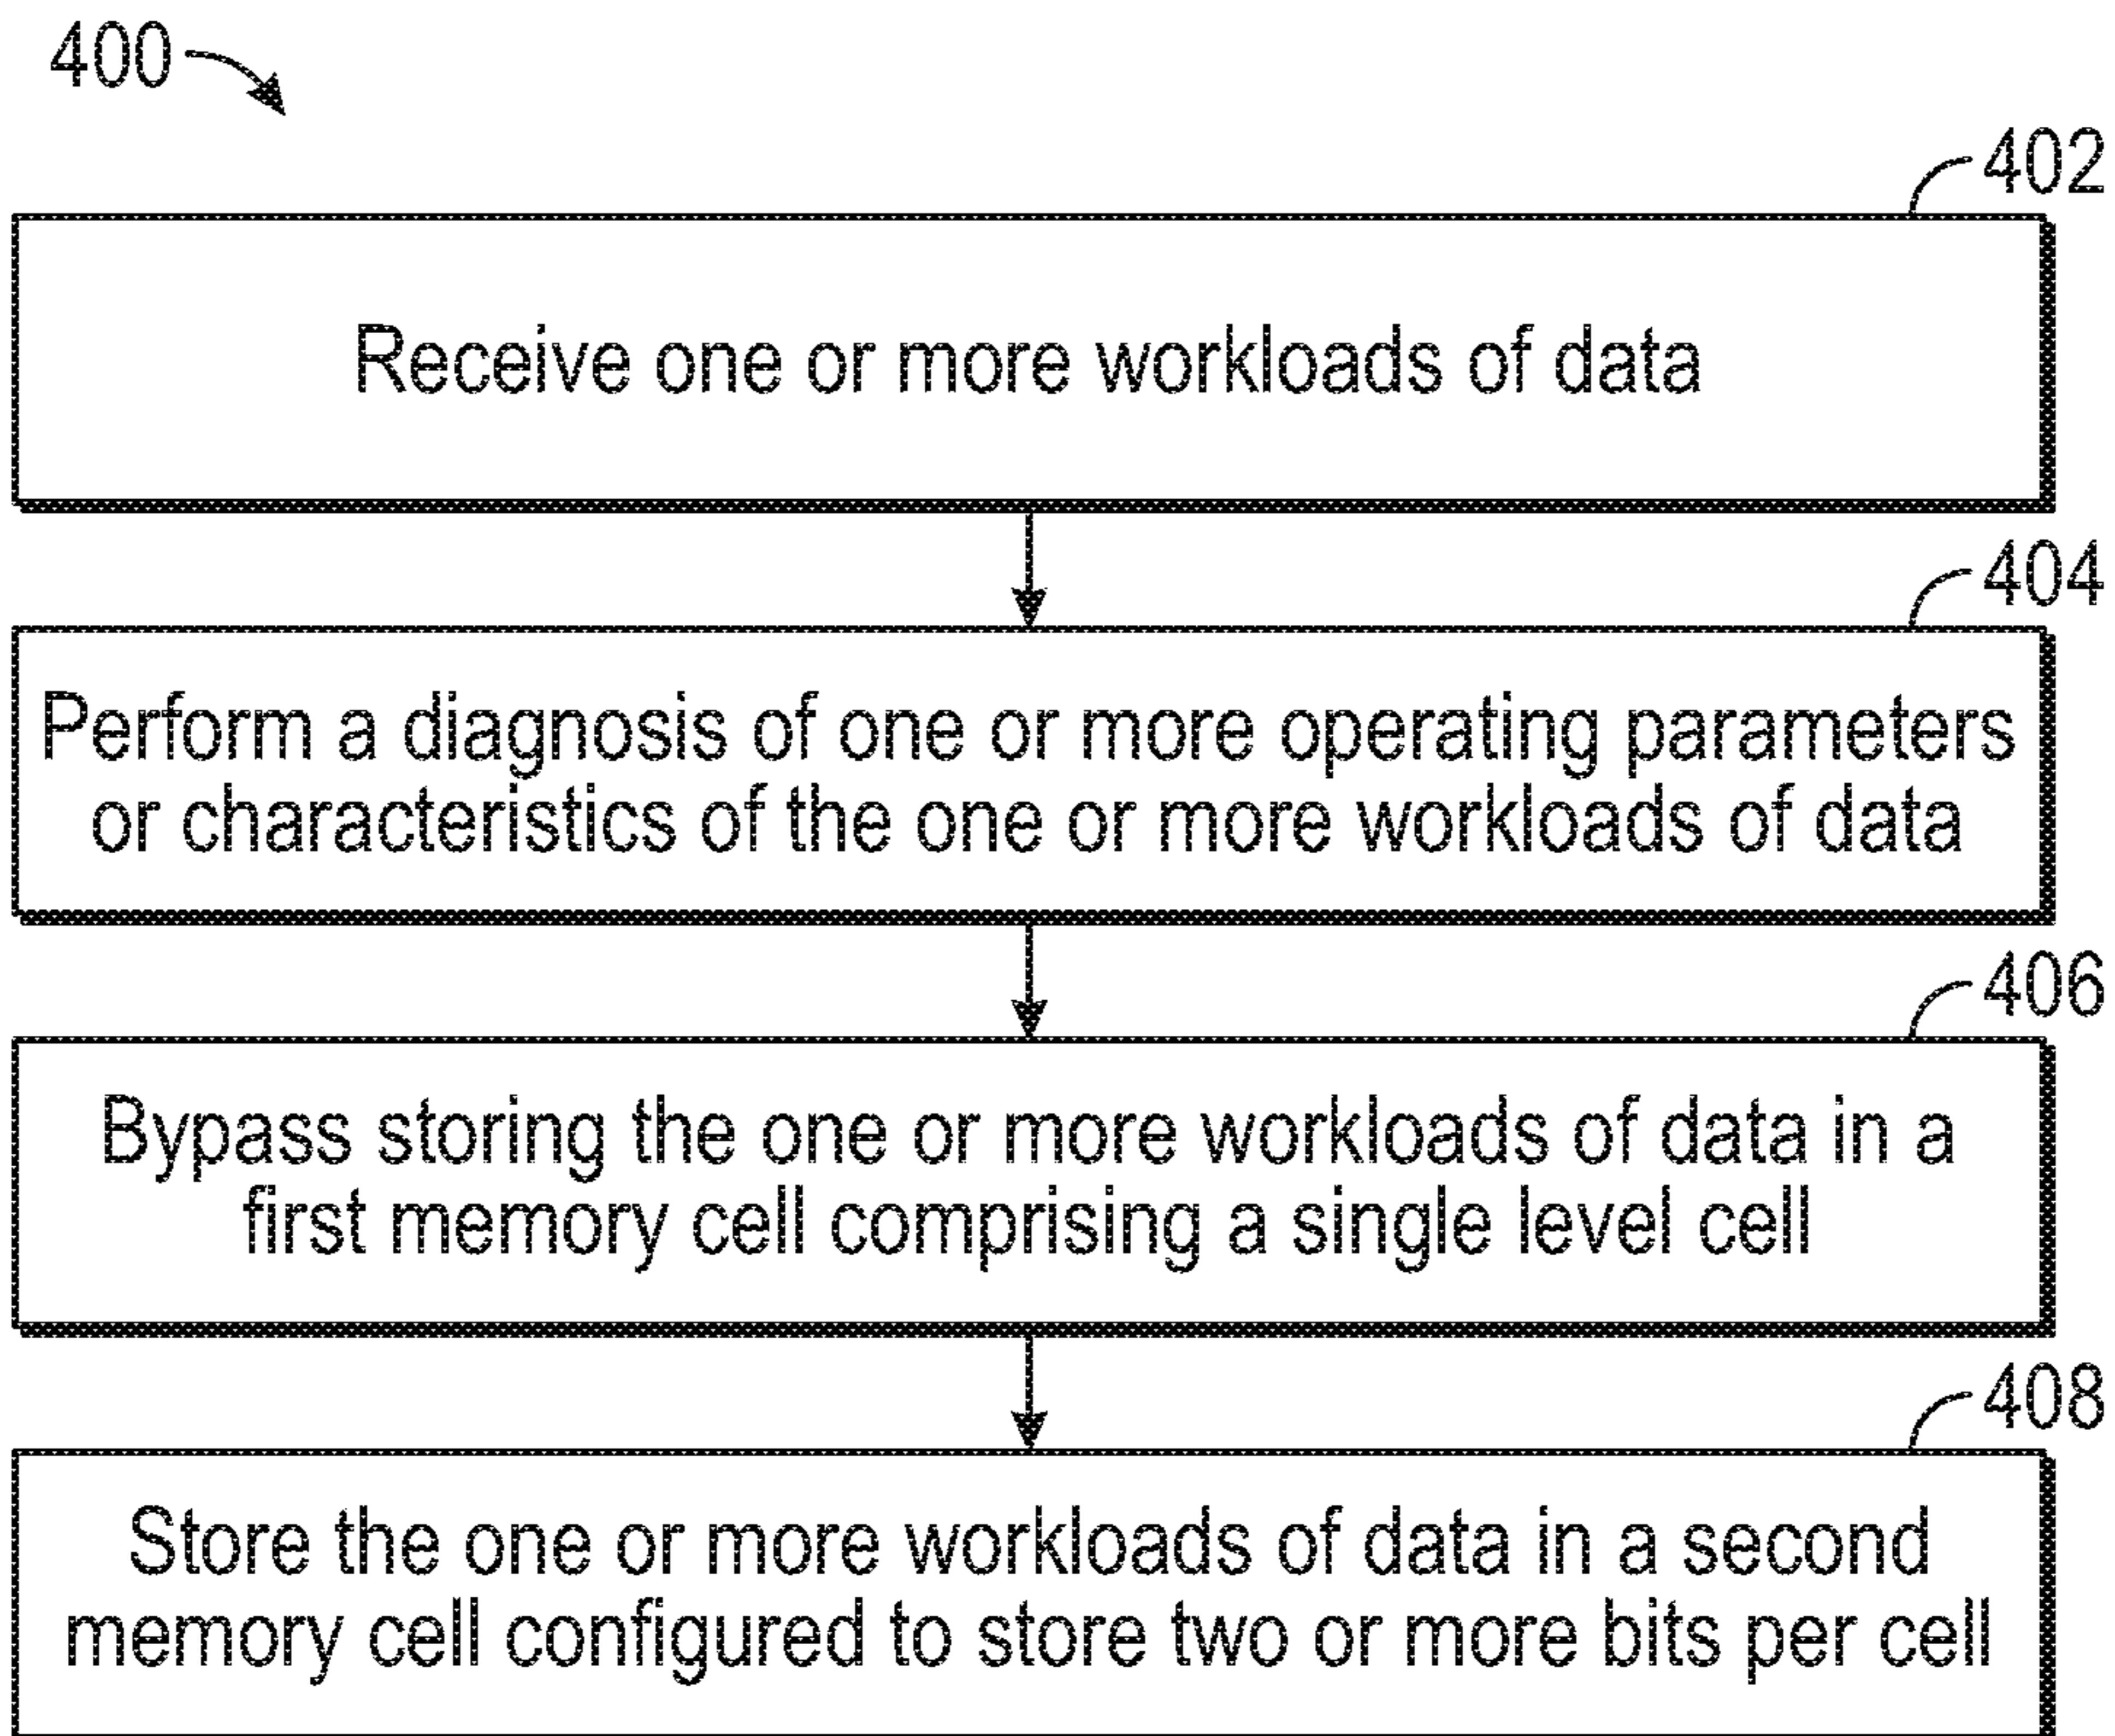 400
402
Receive one or more workloads of data
404
Perform a diagnosis of one or more operating parameters
or characteristics of the one or more workloads of data
406
Bypass storing the one or more workloads of data in a
first memory cell comprising a single level cell
408
Store the one or more workloads of data in a second
memory cell configured to store two or more bits per cell